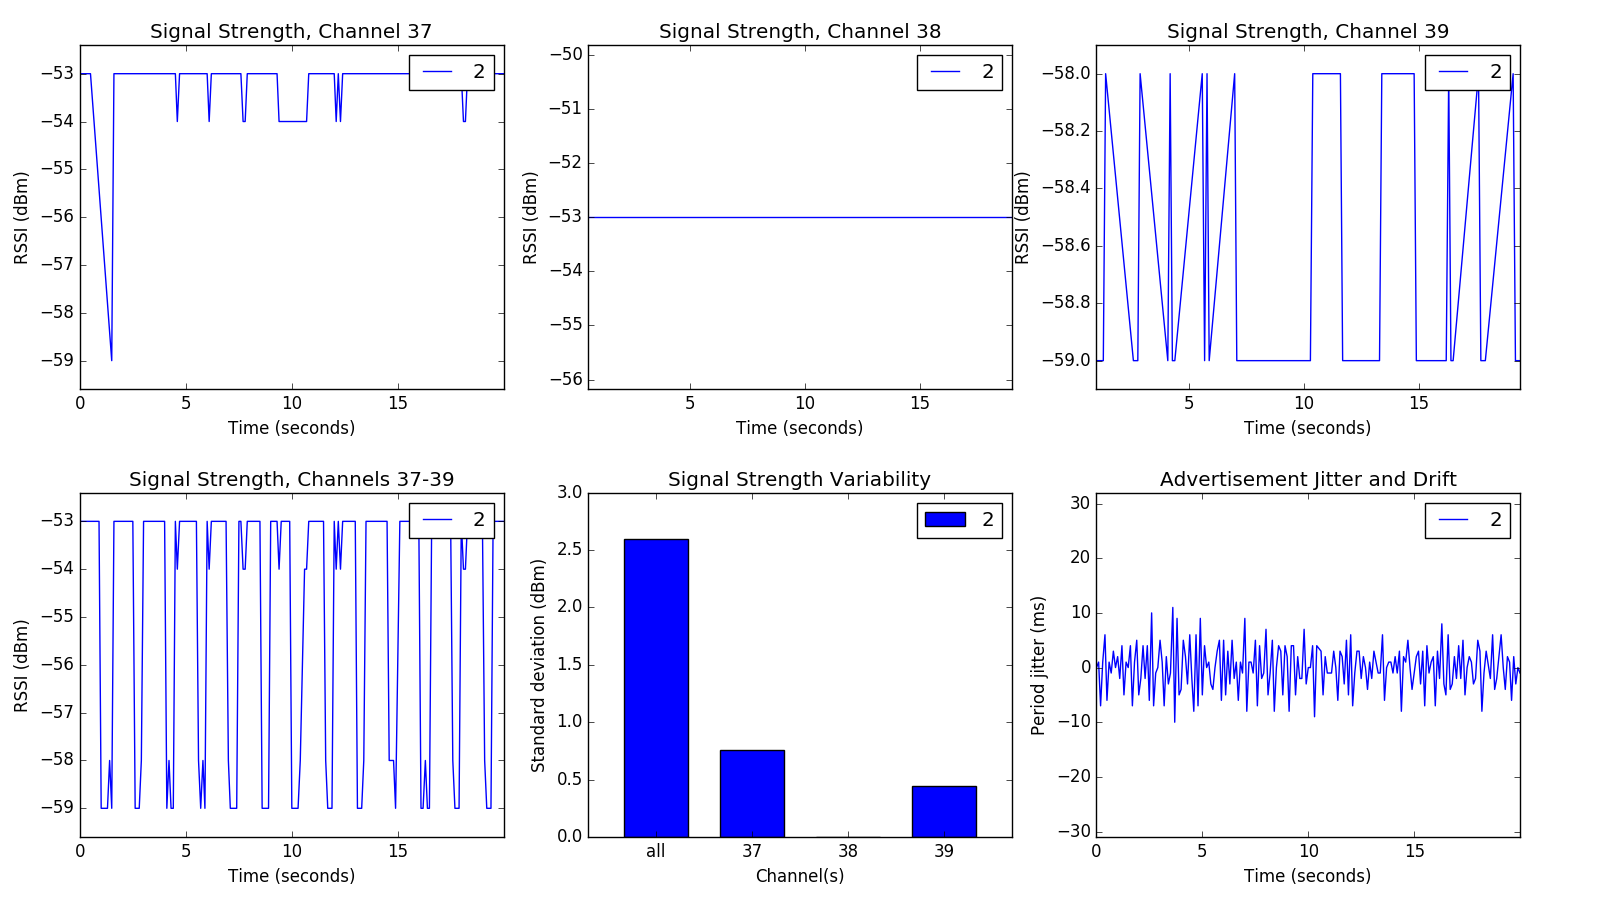 Signal Strength, Channel 37
2
−53
−54
−55
−56
−57
−58
−59
RSSI (dBm)
0 5 10 15
Time (seconds)
Signal Strength, Channel 38
2
−50
−51
−52
−53
−54
−55
−56
RSSI (dBm)
5 10 15
Time (seconds)
Signal Strength, Channel 39
2
−58.0
−58.2
−58.4
−58.6
−58.8
−59.0
RSSI (dBm)
5 10 15
Time (seconds)
Signal Strength, Channels 37-39
2
−53
−54
−55
−56
−57
−58
−59
RSSI (dBm)
0 5 10 15
Time (seconds)
Signal Strength Variability
2
3.0
2.5
2.0
1.5
1.0
0.5
0.0
Standard deviation (dBm)
all 37 38 39
Channel(s)
Advertisement Jitter and Drift
2
30
20
10
0
−10
−20
−30
Period jitter (ms)
0 5 10 15
Time (seconds)